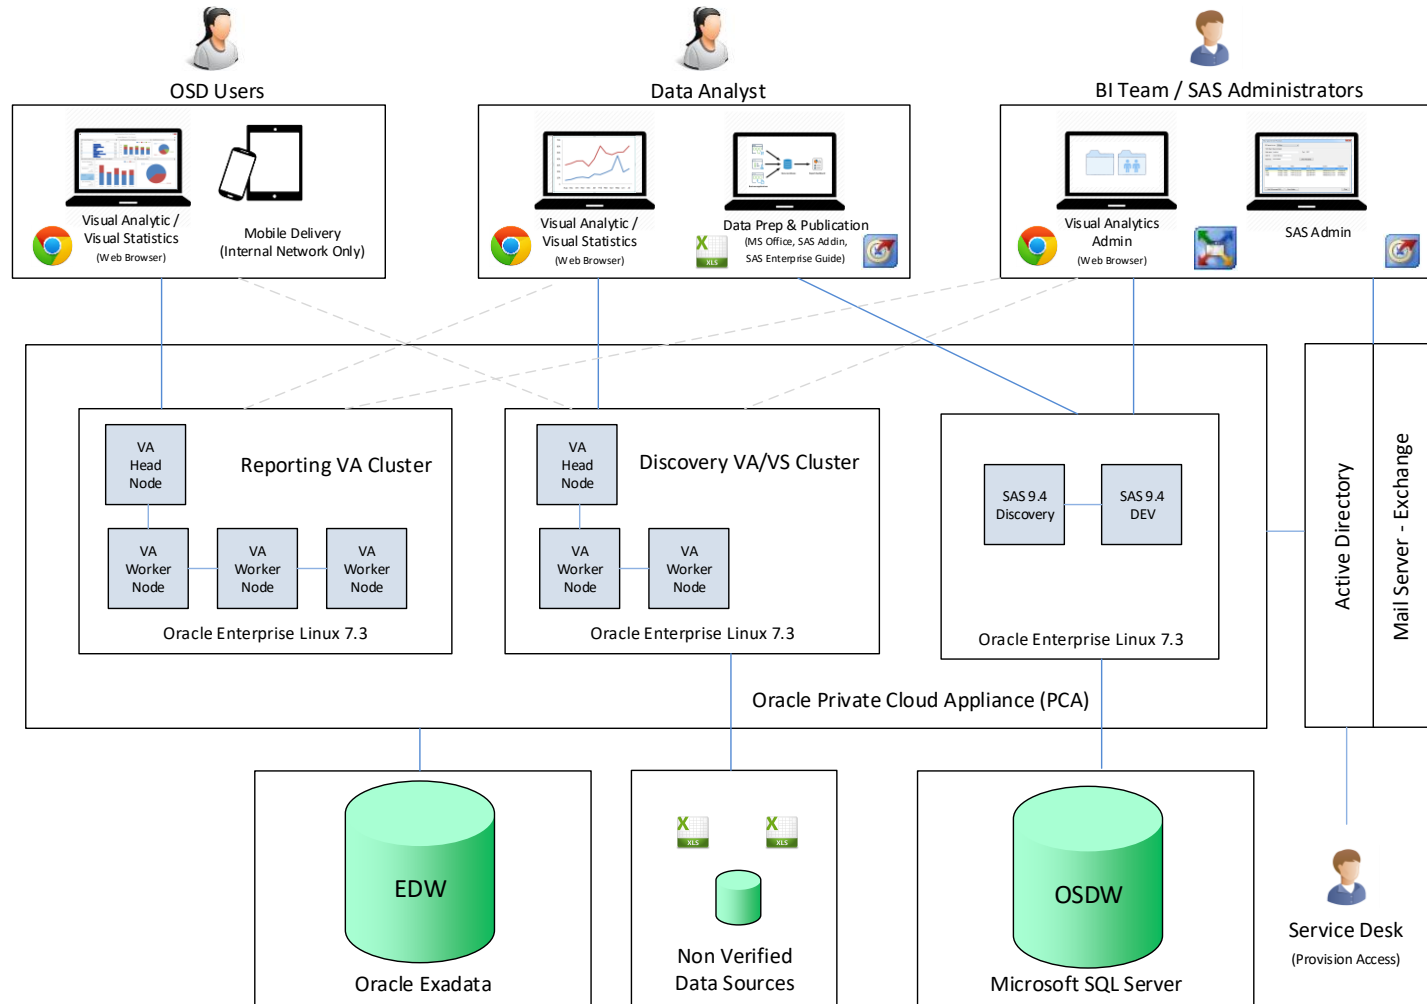 OSD Users
Data Analyst
BI Team / SAS Administrators
Visual Analytic /
Visual Statistics
(Web Browser)
Mobile Delivery
(Internal Network Only)
Visual Analytic /
Visual Statistics
(Web Browser)
Data Prep & Publication
(MS Office, SAS Addin,
SAS Enterprise Guide)
X
XLS
Visual Analytics
Admin
(Web Browser)
SAS Admin
VA
Head
Node
Reporting VA Cluster
VA
Worker
Node
VA
Worker
Node
VA
Worker
Node
Oracle Enterprise Linux 7.3
VA
Head
Node
Discovery VA/VS Cluster
VA
Worker
Node
VA
Worker
Node
Oracle Enterprise Linux 7.3
SAS 9.4
Discovery
SAS 9.4
DEV
Oracle Enterprise Linux 7.3
Oracle Private Cloud Appliance (PCA)
Active Directory
Mail Server - Exchange
EDW
Oracle Exadata
X
XLS
X
XLS
Non Verified
Data Sources
OSDW
Microsoft SQL Server
Service Desk
(Provision Access)